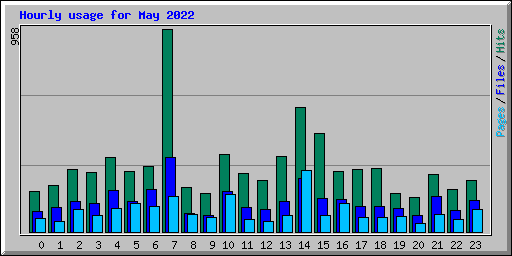 Hourly usage for May 2022
958
Pages / Files / Hits
0 1 2 3 4 5 6 7 8 9 10 11 12 13 14 15 16 17 18 19 20 21 22 23